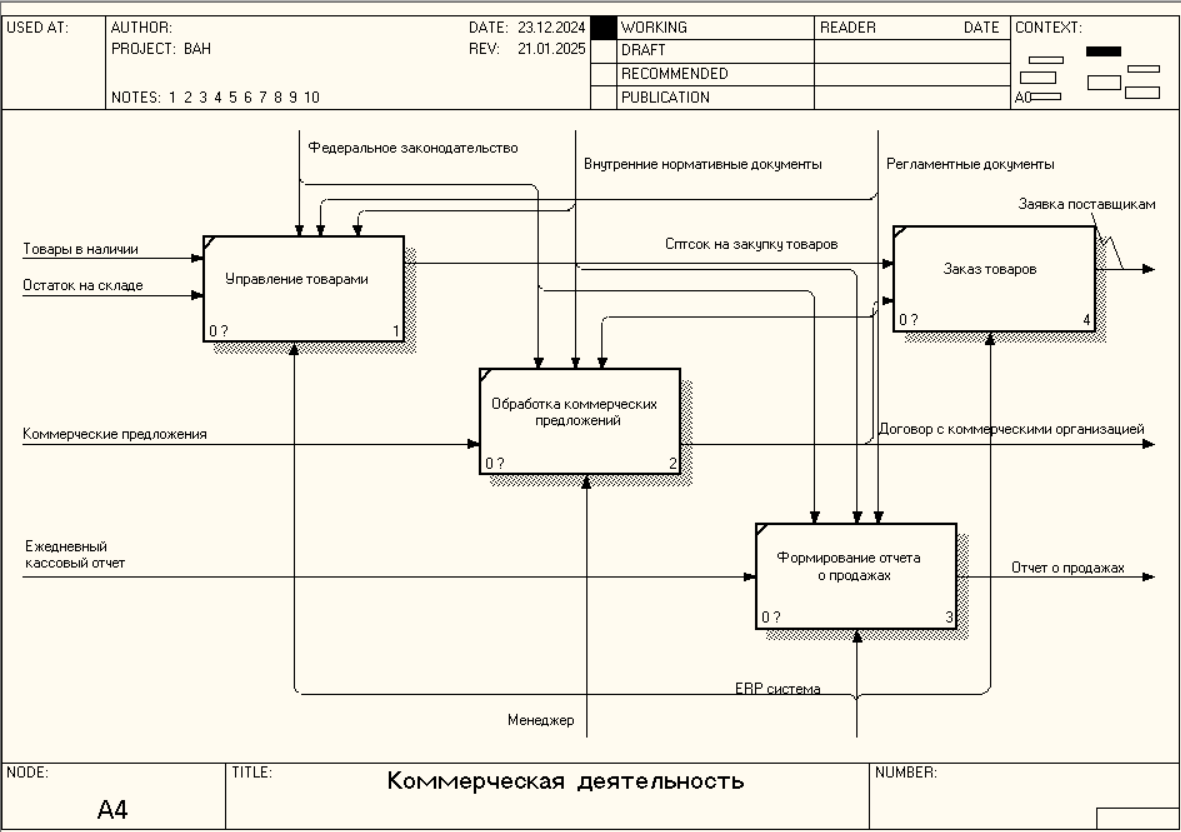 USED AT:
AUTHOR:
DATE: 23.12.2024
WORKING
READER
DATE
CONTEXT:
PROJECT: ВАН
REV: 21.01.2025
DRAFT
RECOMMENDED
NOTES: 1 2 3 4 5 6 7 8 9 10
PUBLICATION
A0
Федеральное законодательство
Внутренние нормативные документы
Регламентные документы
Заявка поставщикам
Товары в наличии
Сптсок на закупку товаров
Управление товарами
Заказ товаров
Остаток на складе
0 ?
1
0 ?
4
Обработка коммерческих
предложений
Коммерческие предложения
Договор с коммерческими организацией
0 ?
2
Ежедневный
кассовый отчет
Формирование отчета
о продажах
Отчет о продажах
0 ?
3
ERP система
Менеджер
NODE:
A4
TITLE:
Коммерческая деятельность
NUMBER: